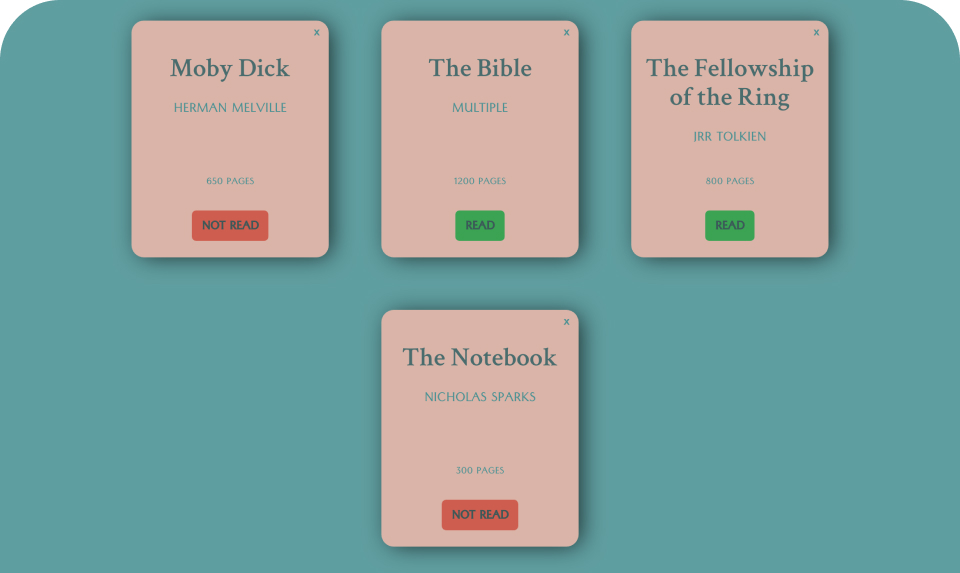 x
Moby Dick
HERMAN MELVILLE
650 PAGES
NOT READ
x
The Bible
MULTIPLE
1200 PAGES
READ
x
The Fellowship
of the Ring
JRR TOLKIEN
800 PAGES
READ
x
The Notebook
NICHOLAS SPARKS
300 PAGES
NOT READ